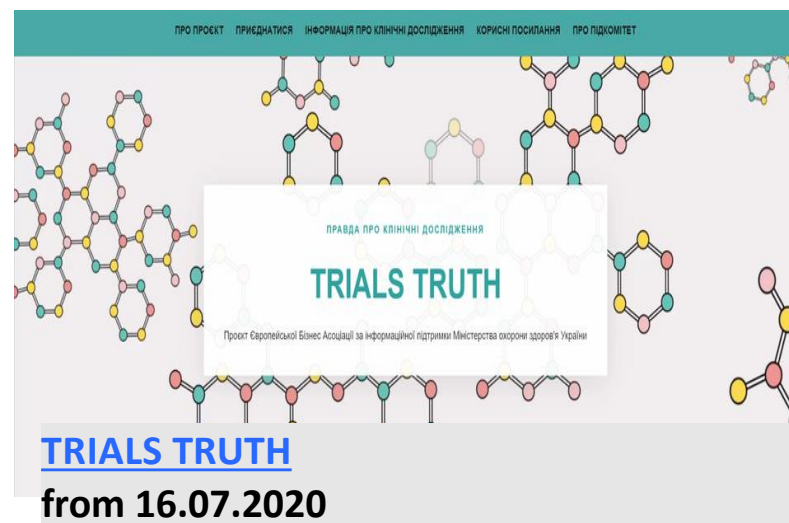 ПРО ПРОЄКТ ПРИЄДНАТИСЯ ІНФОРМАЦІЯ ПРО КЛІНІЧНІ ДОСЛІДЖЕННЯ КОРИСНІ ПОСИЛАННЯ ПРО ПІДКОМІТЕТ
ПРАВДА ПРО КЛІНІЧНІ ДОСЛІДЖЕННЯ
TRIALS TRUTH
Проєкт Європейської Бізнес Асоціації за інформаційної підтримки Міністерства охорони здоров'я України
TRIALS TRUTH
from 16.07.2020